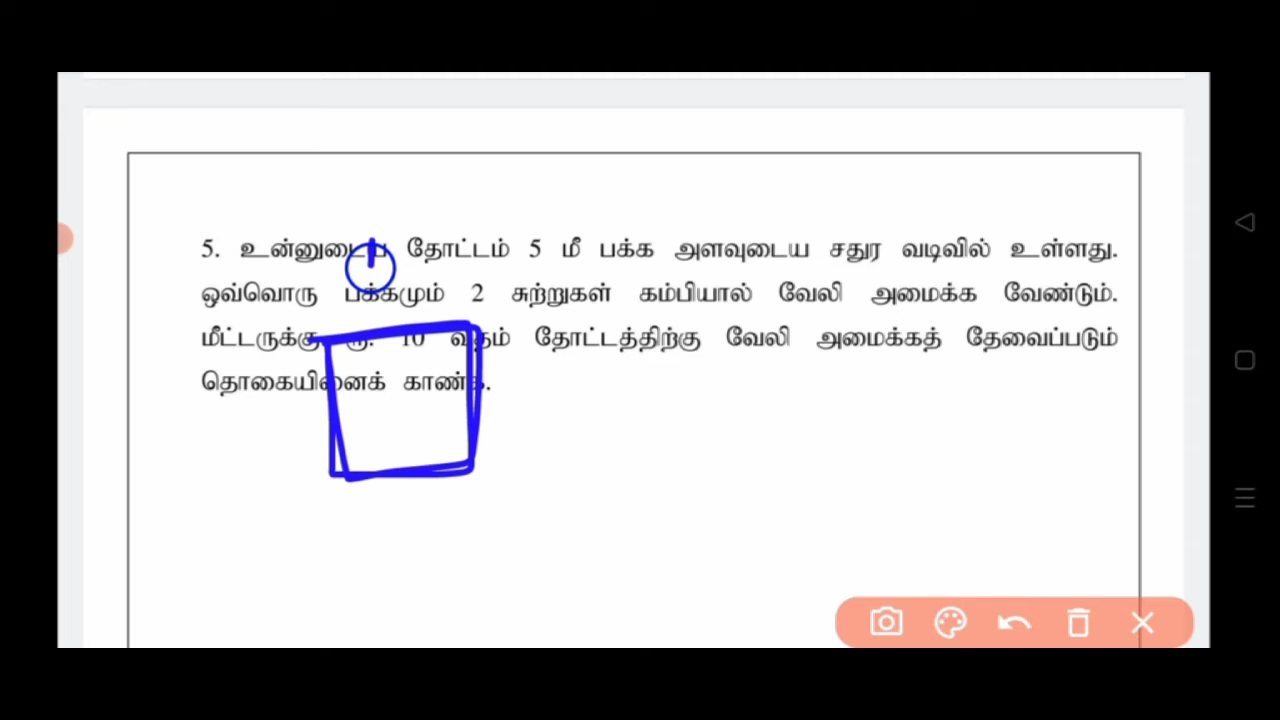 5. உன்னுடைய தோட்டம் 5 மீ பக்க அளவுடைய சதுர வடிவில் உள்ளது.
ஒவ்வொரு பக்கமும் 2 சுற்றுகள் கம்பியால் வேலி அமைக்க வேண்டும்.
மீட்டருக்கு ரூ. 10 வீதம் தோட்டத்திற்கு வேலி அமைக்கத் தேவைப்படும்
தொகையினைக் காண்க.